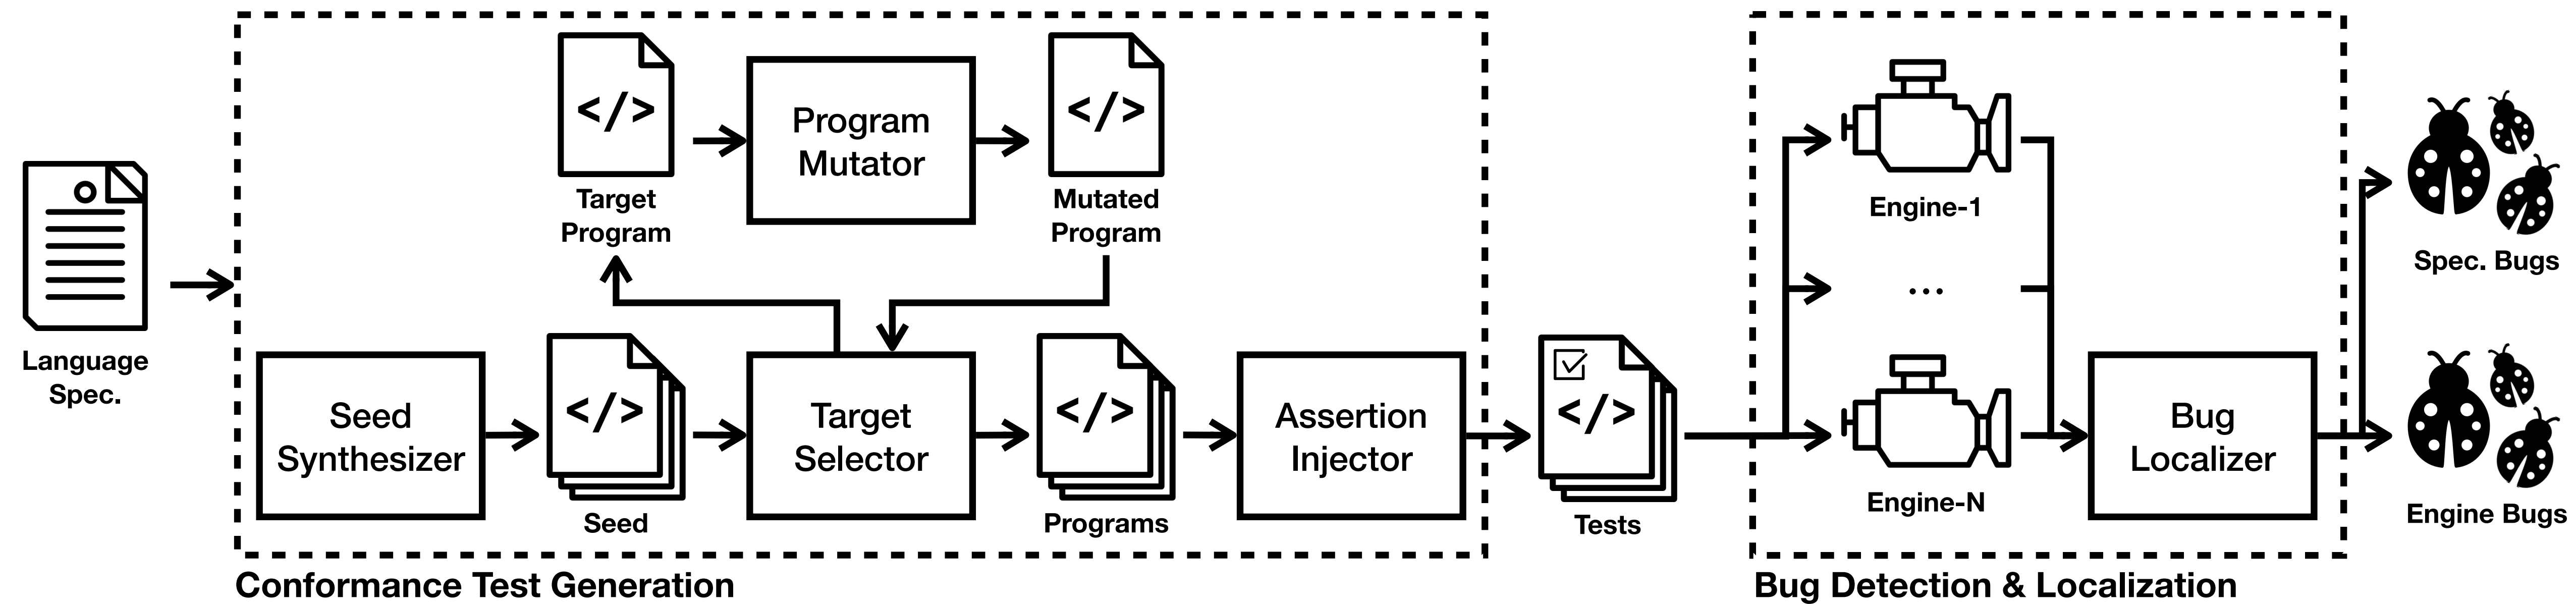 Language
Spec.
</>
Target
Program
Program
Mutator
</>
Mutated
Program
Seed
Synthesizer
</>
Seed
Target
Selector
</>
Programs
Assertion
Injector
Conformance Test Generation
</>
Tests
Engine-1
...
Engine-N
Bug
Localizer
Bug Detection & Localization
Spec. Bugs
Engine Bugs